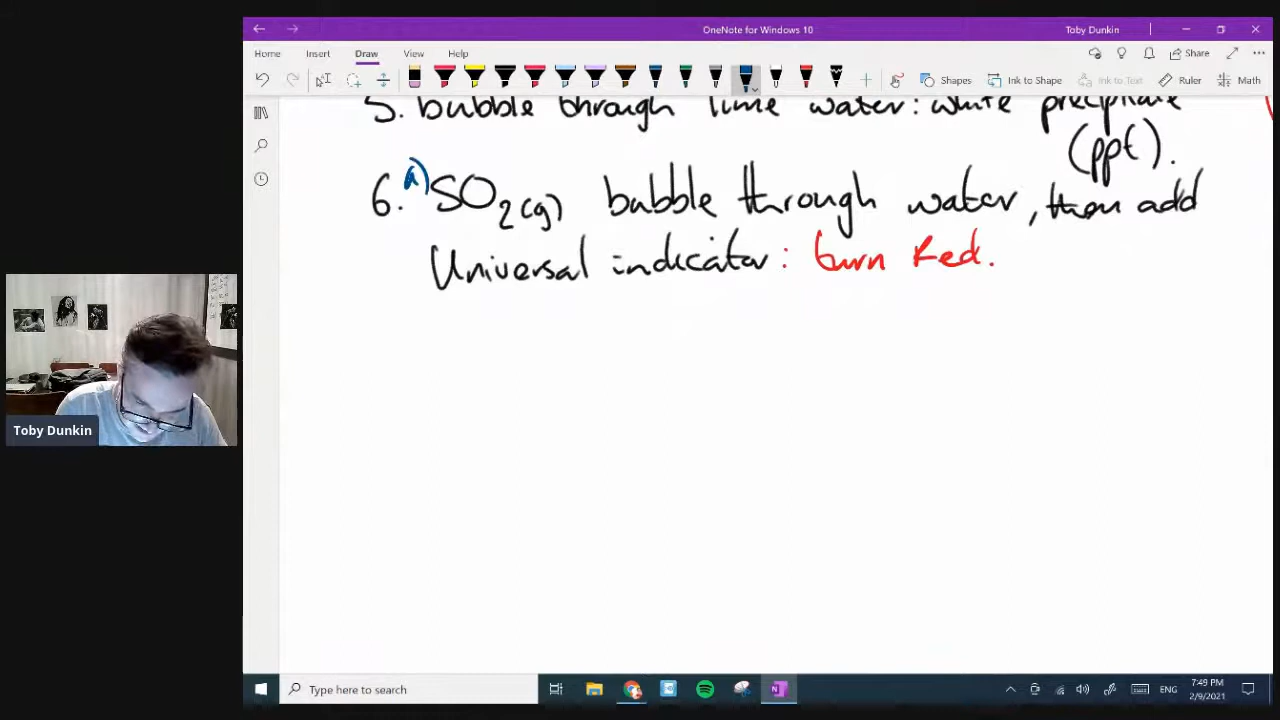 OneNote for Windows 10
Toby Dunkin
Home Insert Draw View Help
Share
Shapes Ink to Shape Ink to Text Ruler Math
5. bubble through lime water: white precipitate
(ppt).
6. a) SO2 (g) bubble through water, then add
Universal indicator: turn Red.
Toby Dunkin
Type here to search
ENG
7:49 PM
2/9/2021